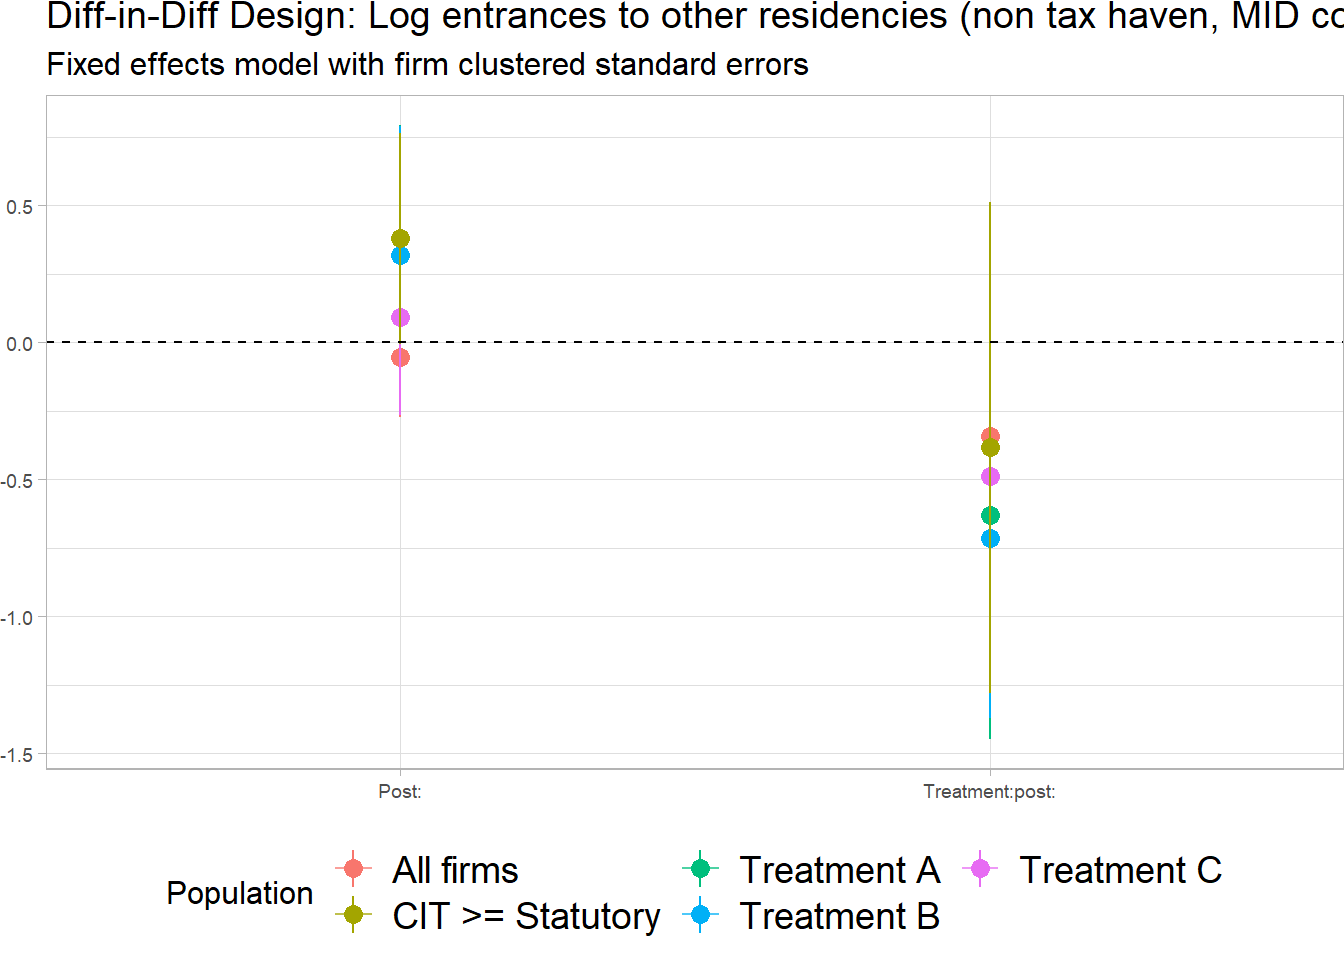 Diff-in-Diff Design: Log entrances to other residencies (non tax haven, MID co
Fixed effects model with firm clustered standard errors
0.5
0.0
-0.5
-1.0
-1.5
Post:
Treatment:post:
Population
All firms
CIT >= Statutory
Treatment A
Treatment B
Treatment C